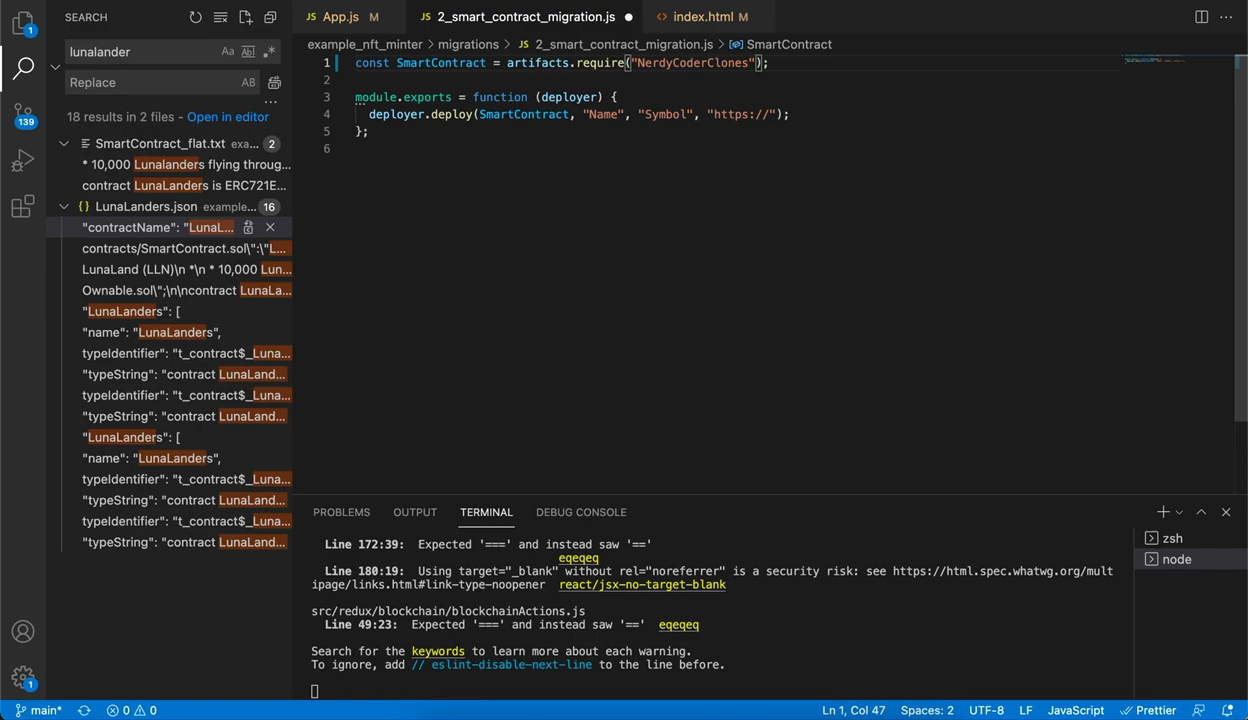 SEARCH
lunalander
Aa
Replace
AB
18 results in 2 files - Open in editor
SmartContract_flat.txt exa... 2
* 10,000 Lunalanders flying throug...
contract LunaLanders is ERC721E...
{} LunaLanders.json example... 16
"contractName": "LunaL...
contracts/SmartContract.sol\":\"L...
LunaLand (LLN)\n *\n * 10,000 Lun...
Ownable.sol\";\n\ncontract LunaLa...
"LunaLanders": [
"name": "LunaLanders",
typeIdentifier": "t_contract$_Luna...
"typeString": "contract LunaLand...
typeIdentifier": "t_contract$_Luna...
"typeString": "contract LunaLand...
"LunaLanders": [
"name": "LunaLanders",
typeIdentifier": "t_contract$_Luna...
"typeString": "contract LunaLand...
typeIdentifier": "t_contract$_Luna...
"typeString": "contract LunaLand...
1
139
1
JS App.js M
JS 2_smart_contract_migration.js
<> index.html M
example_nft_minter > migrations > JS 2_smart_contract_migration.js > SmartContract
1 const SmartContract = artifacts.require("NerdyCoderClones");
2
3 module.exports = function (deployer) {
4 deployer.deploy(SmartContract, "Name", "Symbol", "https://");
5 };
6
PROBLEMS OUTPUT TERMINAL DEBUG CONSOLE
zsh
node
Line 172:39: Expected '===' and instead saw '=='
eqeqeq
Line 180:19: Using target="_blank" without rel="noreferrer" is a security risk: see https://html.spec.whatwg.org/mult
ipage/links.html#link-type-noopener react/jsx-no-target-blank
src/redux/blockchain/blockchainActions.js
Line 49:23: Expected '===' and instead saw '==' eqeqeq
Search for the keywords to learn more about each warning.
To ignore, add // eslint-disable-next-line to the line before.
main* 0 0
Ln 1, Col 47 Spaces: 2 UTF-8 LF JavaScript Prettier